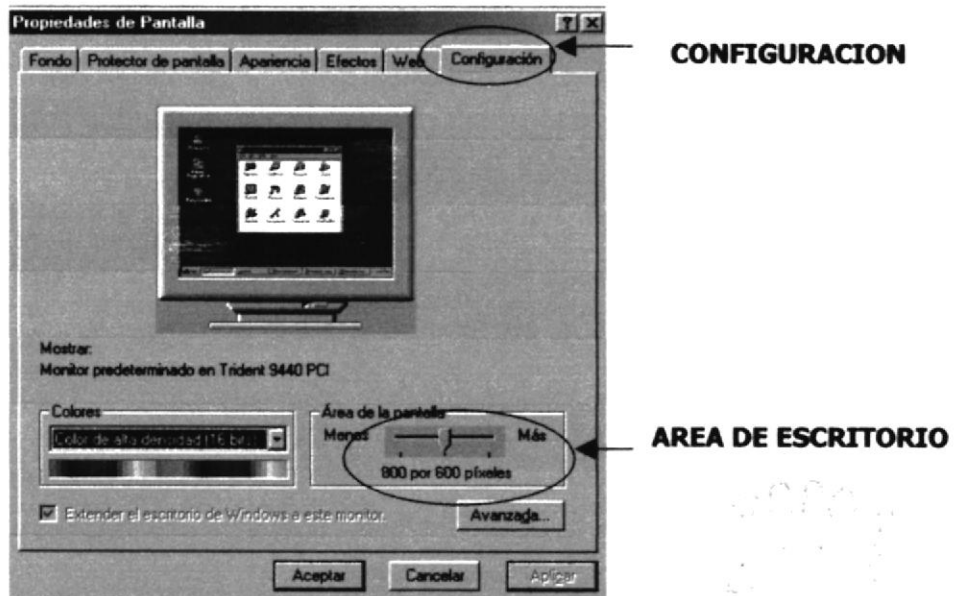 Propiedades de Pantalla
Fondo Protector de pantalla Apariencia Efectos Web Configuración
CONFIGURACION
Mostrar:
Monitor predeterminado en Trident 9440 PCI
Colores
Color de alta densidad (16 bits)
Área de la pantalla
Menos Más
800 por 600 píxeles
AREA DE ESCRITORIO
Extender el escritorio de Windows a este monitor.
Avanzada...
Aceptar Cancelar Aplicar